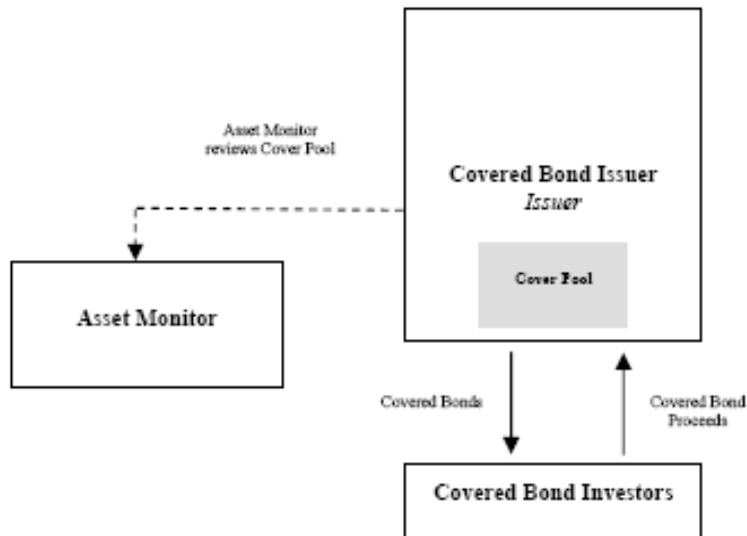 Asset Monitor
reviews Cover Pool
Covered Bond Issuer
Issuer
Cover Pool
Asset Monitor
Covered Bonds
Covered Bond
Proceeds
Covered Bond Investors